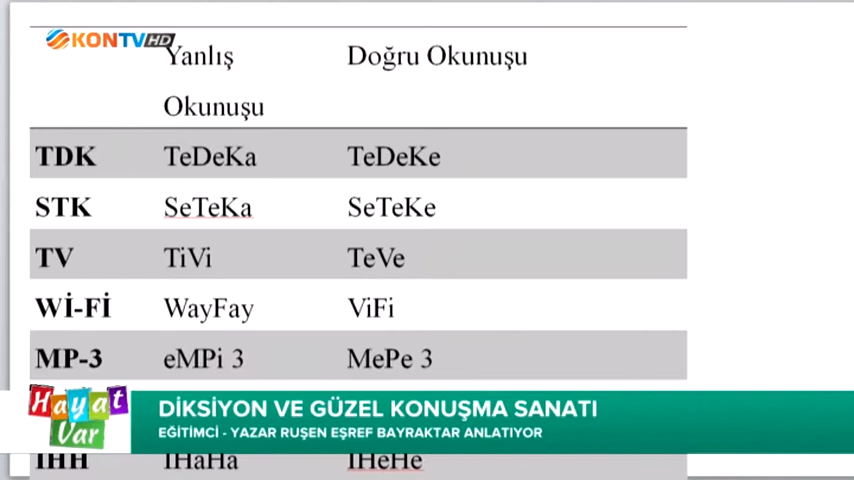 KONTV HD
Yanlış Doğru Okunuşu
Okunuşu
TDK TeDeKa TeDeKe
STK SeTeKa SeTeKe
TV TiVi TeVe
Wİ-Fİ WayFay ViFi
MP-3 eMPi 3 MePe 3
Hayat
Var
DİKSİYON VE GÜZEL KONUŞMA SANATI
EĞİTİMCİ - YAZAR RUŞEN EŞREF BAYRAKTAR ANLATIYOR
İHH İHaHa İHeHe